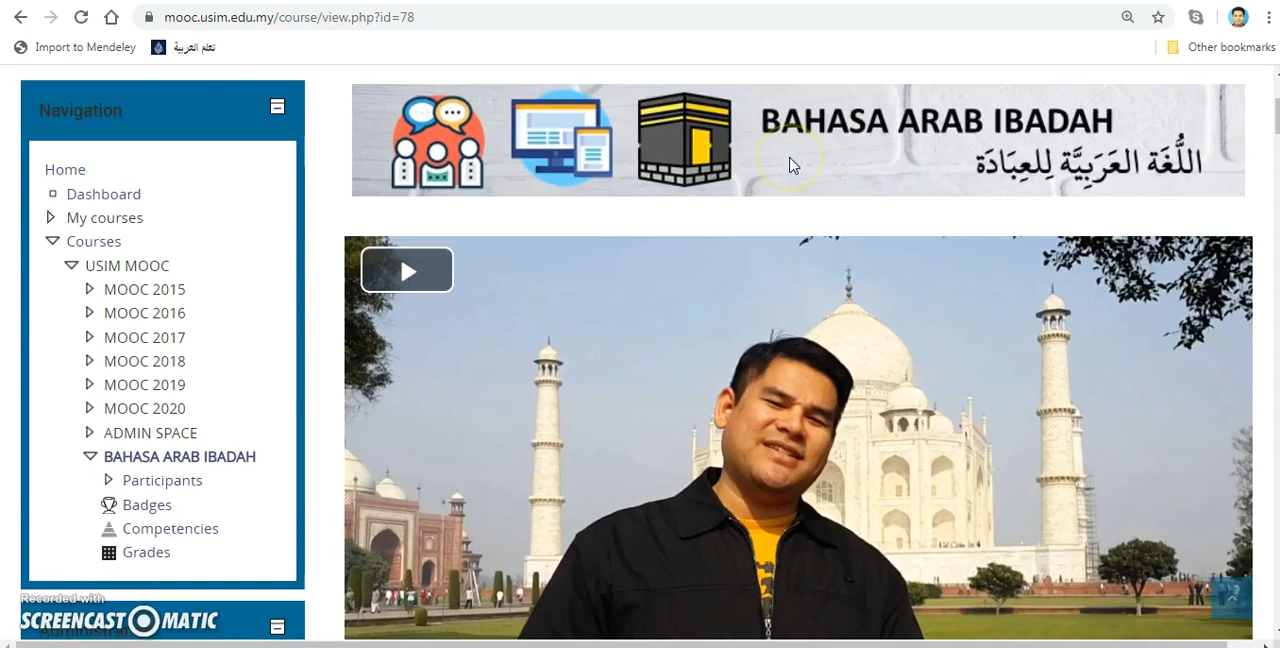 mooc.usim.edu.my/course/view.php?id=78
Import to Mendeley
تعلم العربية
Other bookmarks
Navigation
Home
Dashboard
My courses
Courses
USIM MOOC
MOOC 2015
MOOC 2016
MOOC 2017
MOOC 2018
MOOC 2019
MOOC 2020
ADMIN SPACE
BAHASA ARAB IBADAH
Participants
Badges
Competencies
Grades
BAHASA ARAB IBADAH
اللُّغَة العَرَبِيَّة لِلعِبَادَة
Recorded with
SCREENCAST MATIC